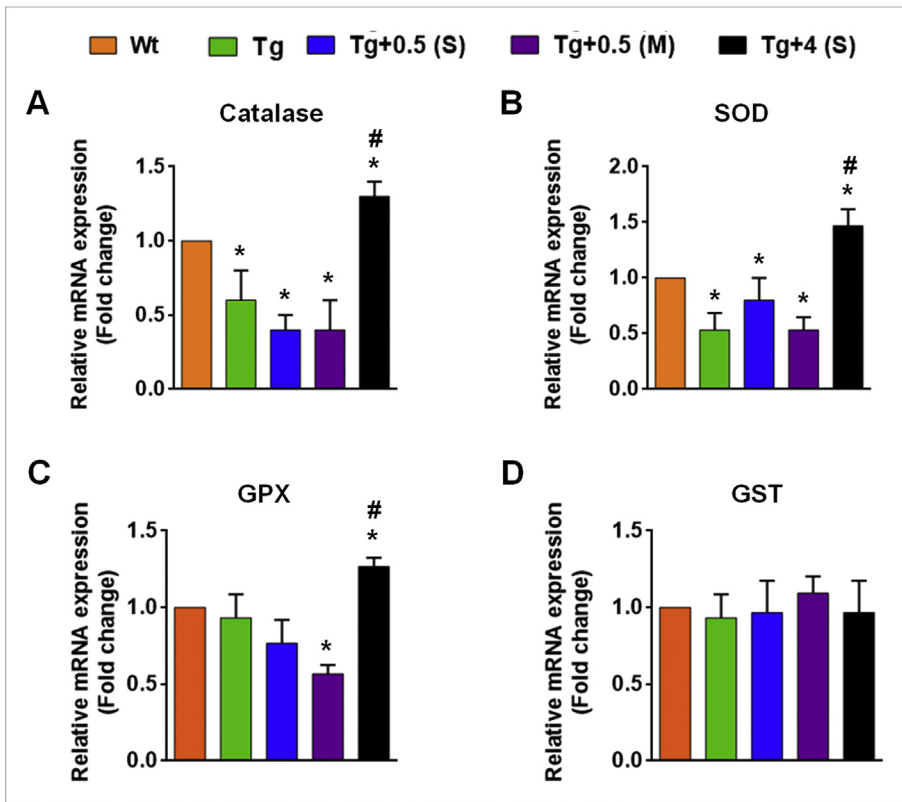 Wt Tg Tg+0.5 (S) Tg+0.5 (M) Tg+4 (S)
A
Catalase
Relative mRNA expression
(Fold change)
1.5
1.0
0.5
0.0
*
*
*
#
*
B
SOD
Relative mRNA expression
(Fold change)
2.0
1.5
1.0
0.5
0.0
*
*
*
#
*
C
GPX
Relative mRNA expression
(Fold change)
1.5
1.0
0.5
0.0
*
#
*
D
GST
Relative mRNA expression
(Fold change)
1.5
1.0
0.5
0.0